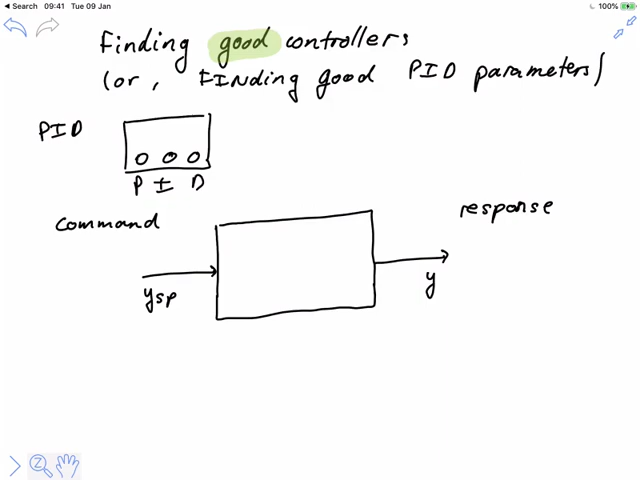 Search 09:41 Tue 09 Jan 100%
Finding good controllers
(or, FINDING good PID parameters)
PID
P I D
command
response
ysp
y